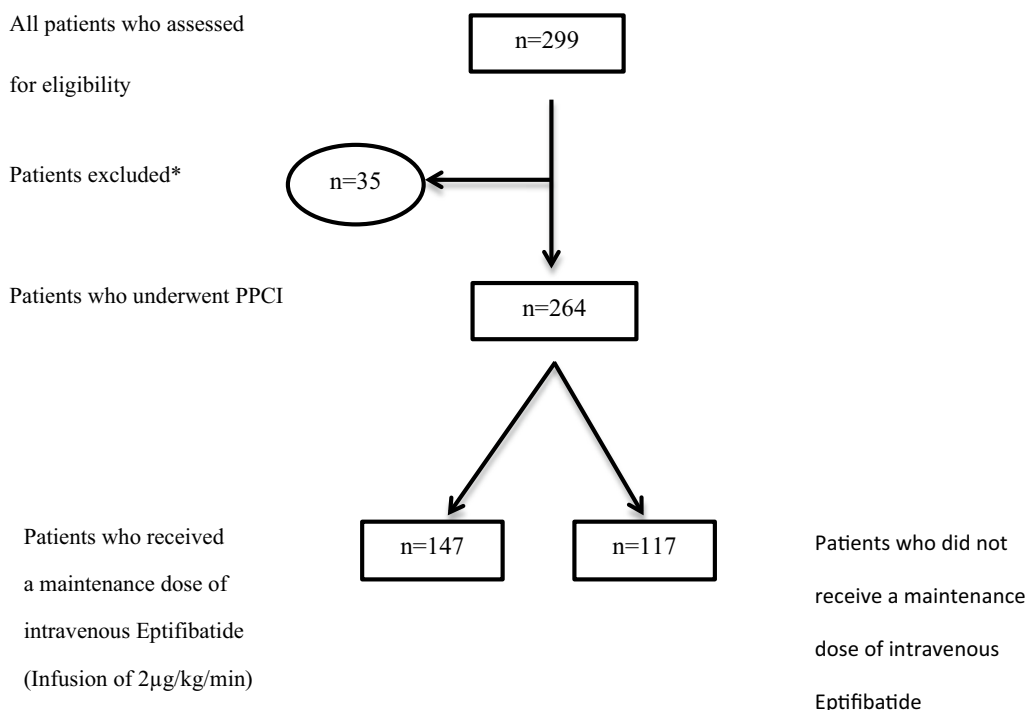 All patients who assessed
for eligibility
n=299
Patients excluded*
n=35
Patients who underwent PPCI
n=264
Patients who received
a maintenance dose of
intravenous Eptifibatide
(Infusion of 2µg/kg/min)
n=147
n=117
Patients who did not
receive a maintenance
dose of intravenous
Eptifibatide